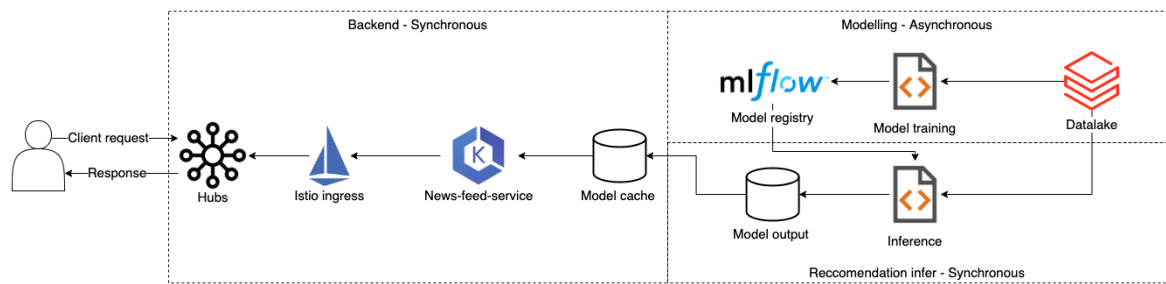 Backend - Synchronous
Modelling - Asynchronous
mlflow
Model registry
Model training
Datalake
Client request
Response
Hubs
Istio ingress
K
News-feed-service
Model cache
Model output
Inference
Reccomendation infer - Synchronous